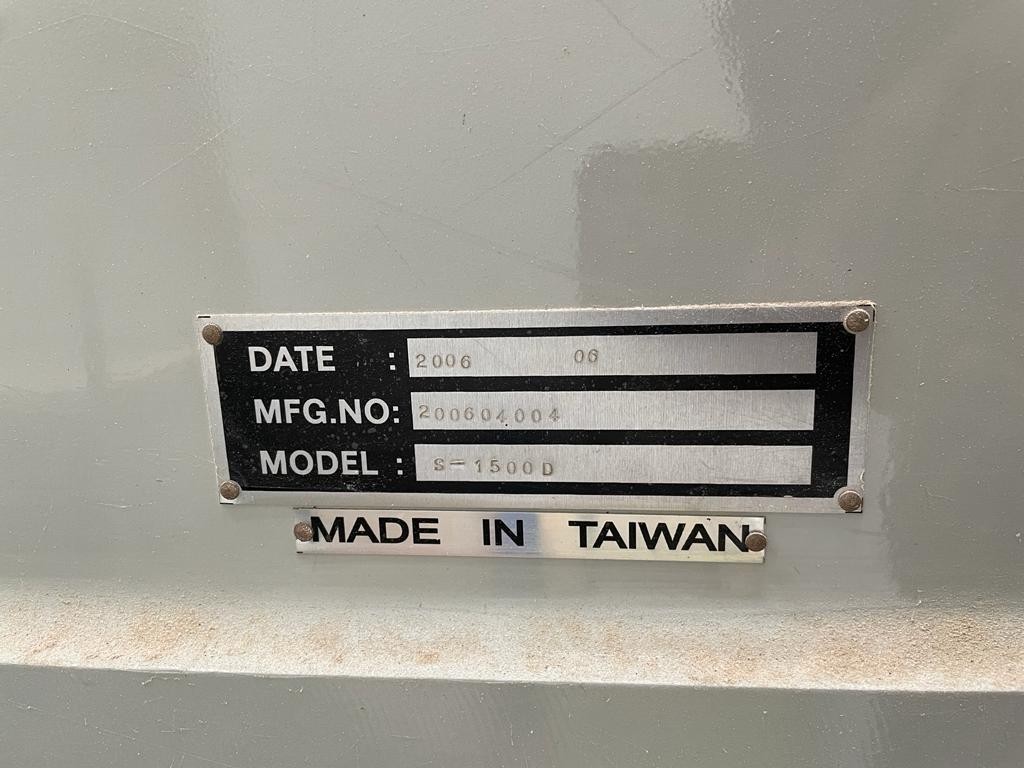 DATE : 2006 06
MFG.NO: 200604004
MODEL : S-1500D
MADE IN TAIWAN